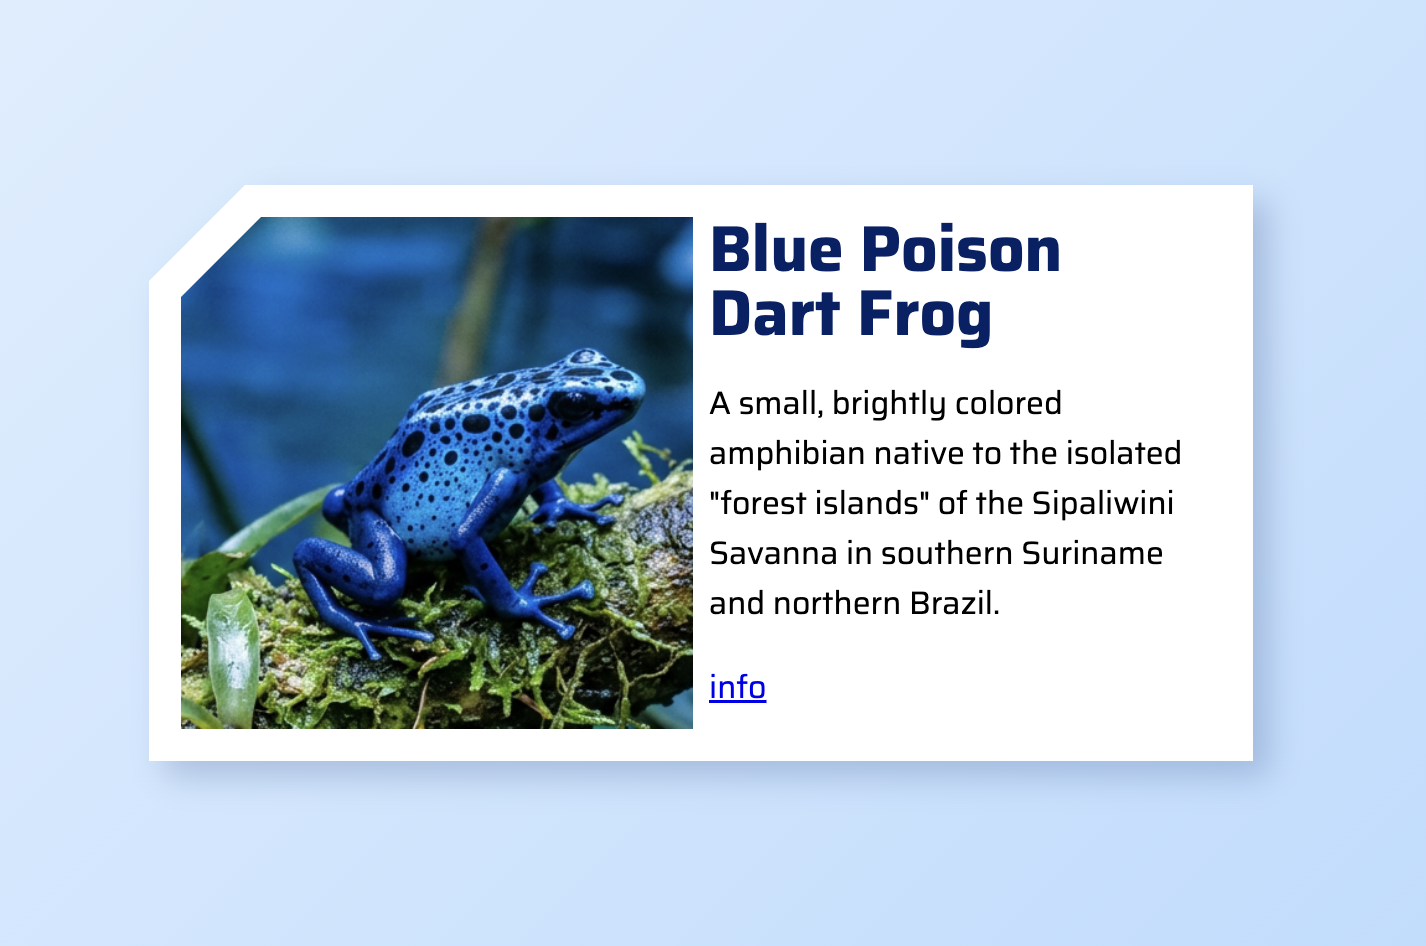 Blue Poison
Dart Frog
A small, brightly colored
amphibian native to the isolated
"forest islands" of the Sipaliwini
Savanna in southern Suriname
and northern Brazil.
info